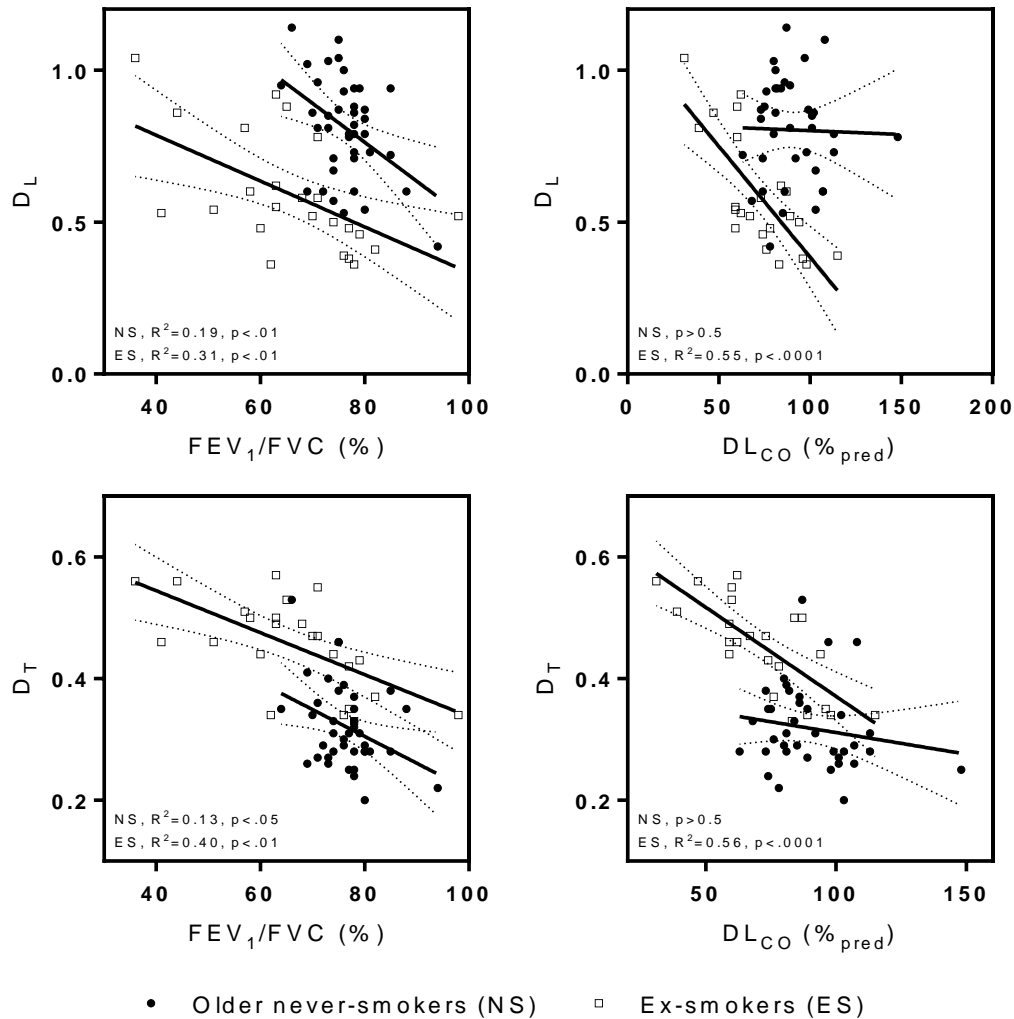 D_L
1.0
0.5
0.0
NS, R²=0.19, p<.01
ES, R²=0.31, p<.01
40 60 80 100
FEV₁/FVC (%)
D_L
1.0
0.5
0.0
NS, p>0.5
ES, R²=0.55, p<.0001
0 50 100 150 200
DL_CO (%pred)
D_T
0.6
0.4
0.2
NS, R²=0.13, p<.05
ES, R²=0.40, p<.01
40 60 80 100
FEV₁/FVC (%)
D_T
0.6
0.4
0.2
NS, p>0.5
ES, R²=0.56, p<.0001
50 100 150
DL_CO (%pred)
Older never-smokers (NS) Ex-smokers (ES)